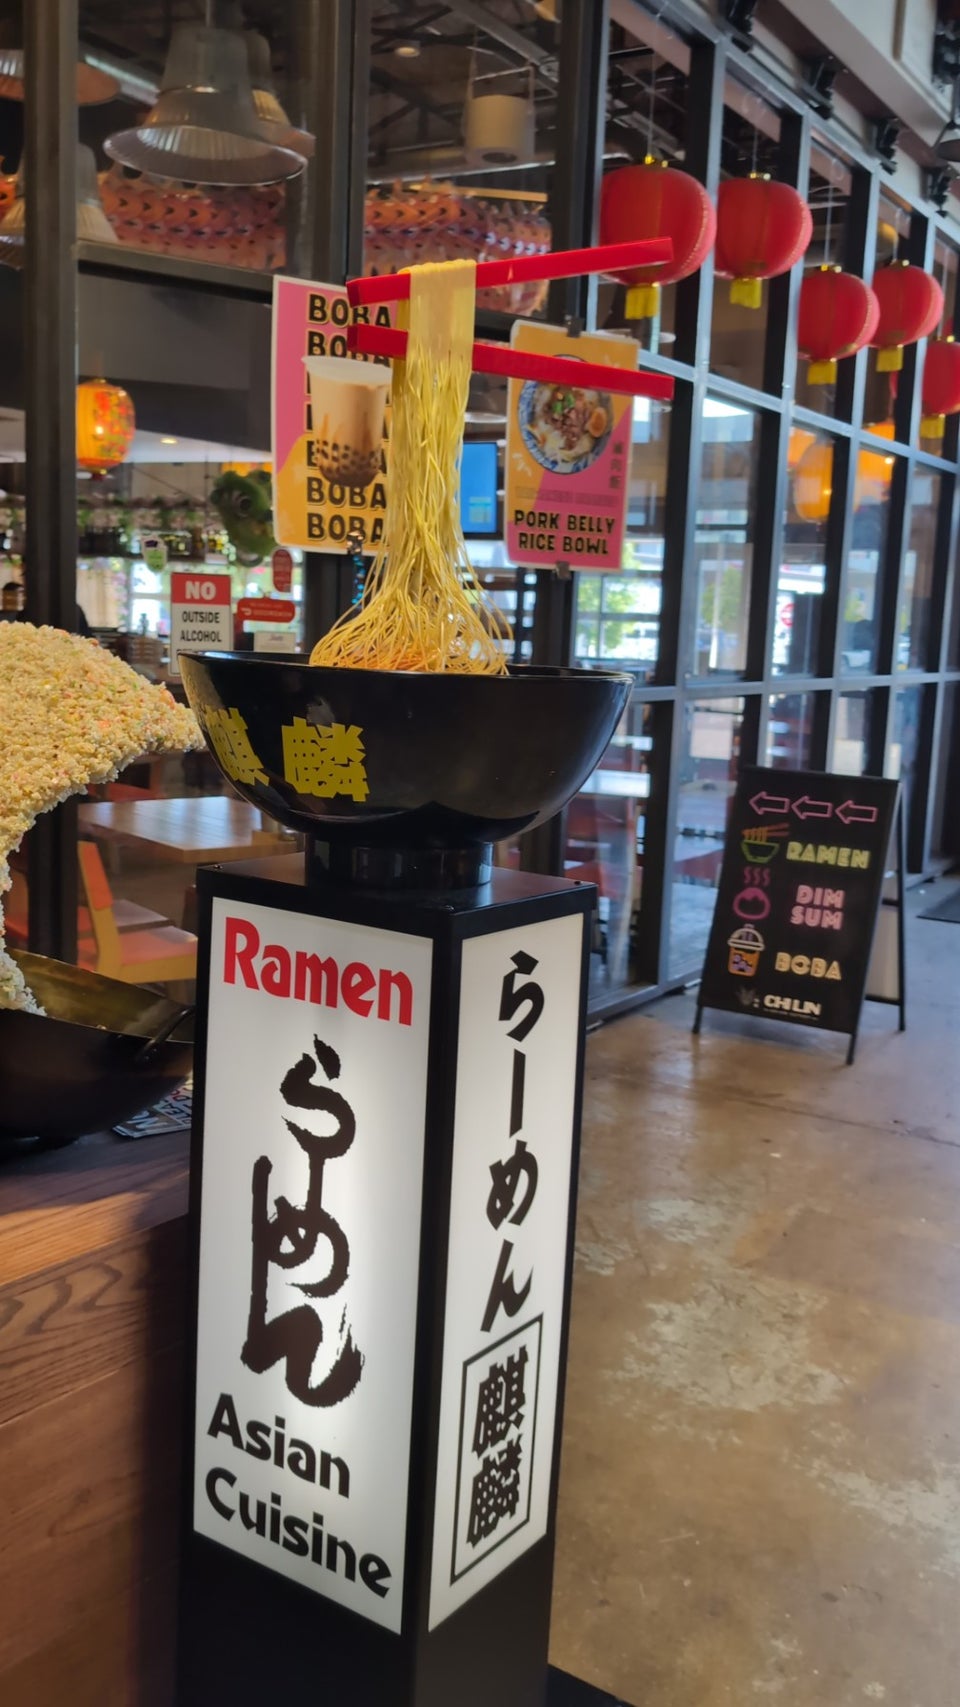 BOBA
BOBA
BOBA
BOBA
BOBA
PORK BELLY
RICE BOWL
NO
OUTSIDE
ALCOHOL
麒 麟
RAMEN
DIM
SUM
BOBA
CHI LIN
Ramen
らーめん
Asian
Cuisine
らーめん
麒麟